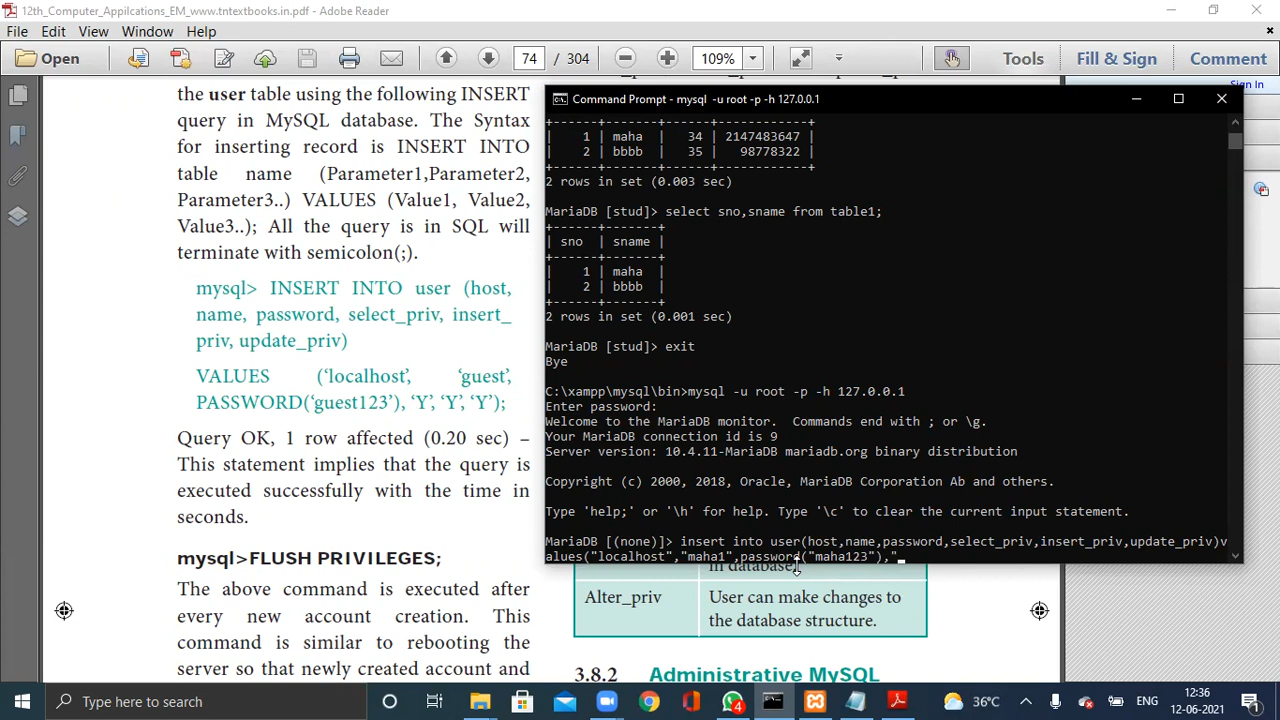 12th_Computer_Appilcations_EM_www.tntextbooks.in.pdf - Adobe Reader
File Edit View Window Help
Open 74 / 304 109% Tools Fill & Sign Comment
Sign In
the user table using the following INSERT
query in MySQL database. The Syntax
for inserting record is INSERT INTO
table name (Parameter1,Parameter2,
Parameter3..) VALUES (Value1, Value2,
Value3..); All the query is in SQL will
terminate with semicolon(;).
mysql> INSERT INTO user (host,
name, password, select_priv, insert_
priv, update_priv)
VALUES (‘localhost’, ‘guest’,
PASSWORD(‘guest123’), ‘Y’, ‘Y’, ‘Y’);
Query OK, 1 row affected (0.20 sec) –
This statement implies that the query is
executed successfully with the time in
seconds.
mysql>FLUSH PRIVILEGES;
The above command is executed after
every new account creation. This
command is similar to rebooting the
server so that newly created account and
Command Prompt - mysql -u root -p -h 127.0.0.1
+------+-------+------+------------+
|    1 | maha  |   34 | 2147483647 |
|    2 | bbbb  |   35 |   98778322 |
+------+-------+------+------------+
2 rows in set (0.003 sec)
MariaDB [stud]> select sno,sname from table1;
+------+-------+
| sno  | sname |
+------+-------+
|    1 | maha  |
|    2 | bbbb  |
+------+-------+
2 rows in set (0.001 sec)
MariaDB [stud]> exit
Bye
C:\xampp\mysql\bin>mysql -u root -p -h 127.0.0.1
Enter password:
Welcome to the MariaDB monitor.  Commands end with ; or \g.
Your MariaDB connection id is 9
Server version: 10.4.11-MariaDB mariadb.org binary distribution
Copyright (c) 2000, 2018, Oracle, MariaDB Corporation Ab and others.
Type 'help;' or '\h' for help. Type '\c' to clear the current input statement.
MariaDB [(none)]> insert into user(host,name,password,select_priv,insert_priv,update_priv)v
alues("localhost","maha1",password("maha123"),"_
in database.
Alter_priv User can make changes to
the database structure.
3.8.2 Administrative MySQL
Type here to search
4
36°C
ENG
12:36
12-06-2021